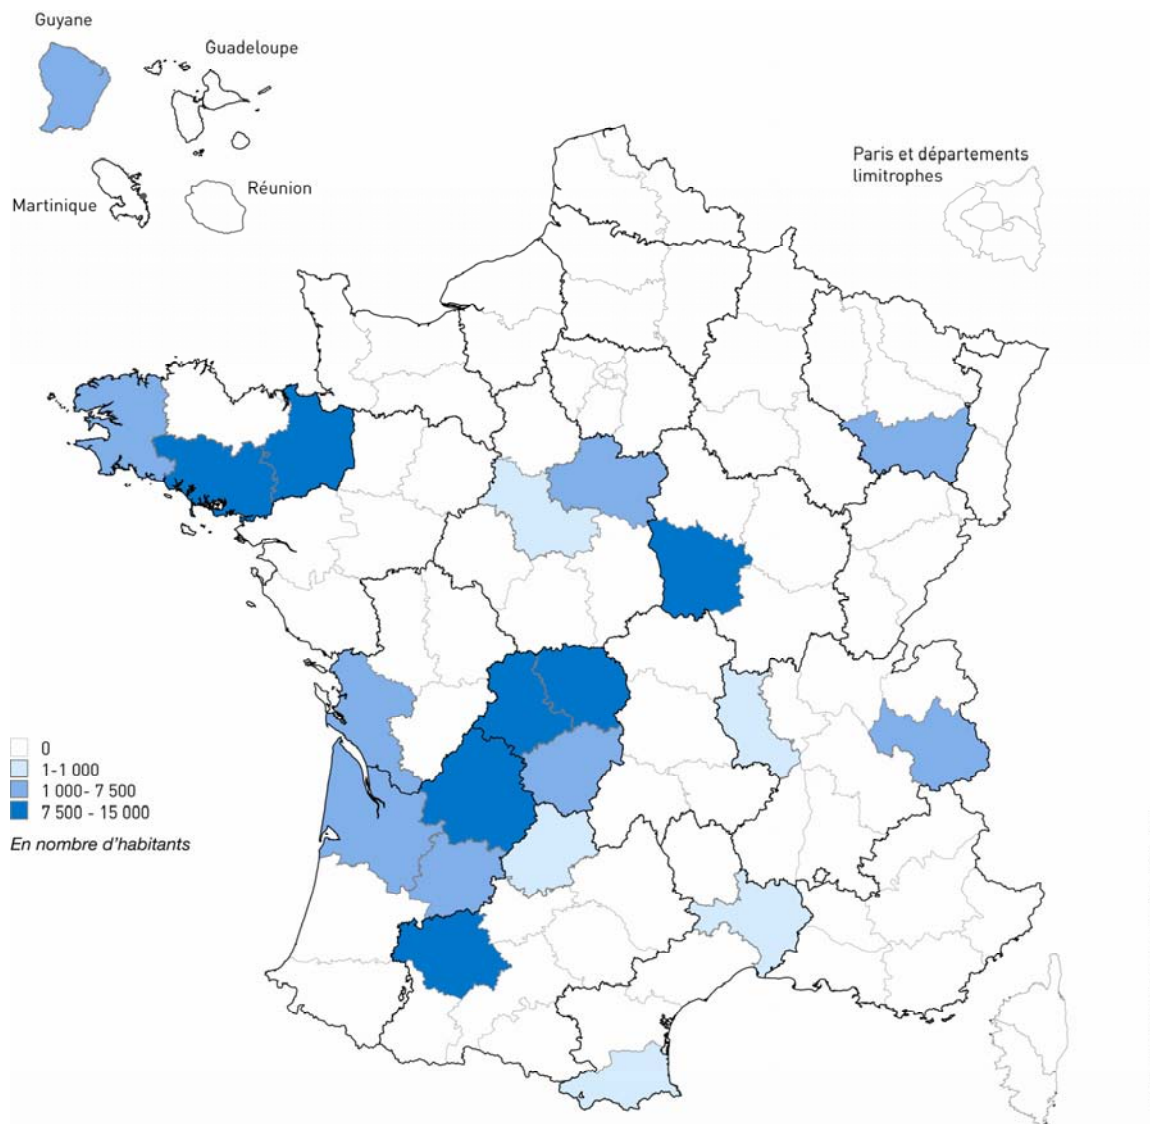 Guyane
Guadeloupe
Paris et départements
limitrophes
Martinique
Réunion
0
1-1 000
1 000- 7 500
7 500 - 15 000
En nombre d'habitants